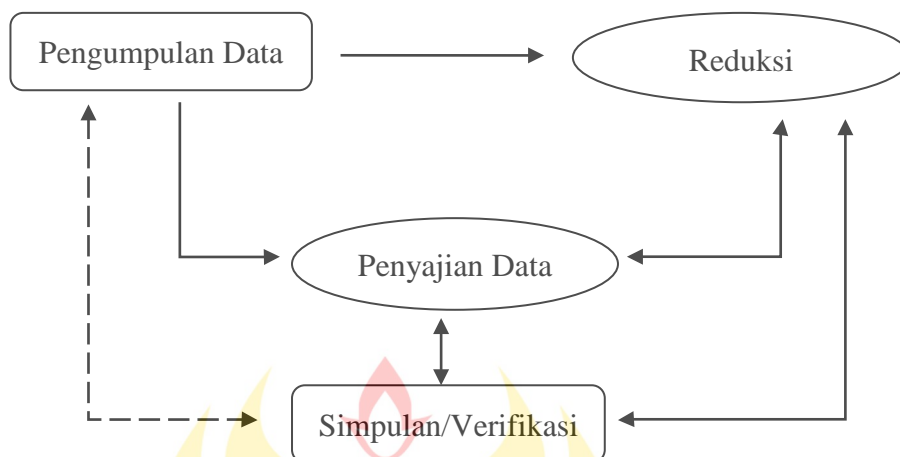 Pengumpulan Data
Reduksi
Penyajian Data
Simpulan/Verifikasi